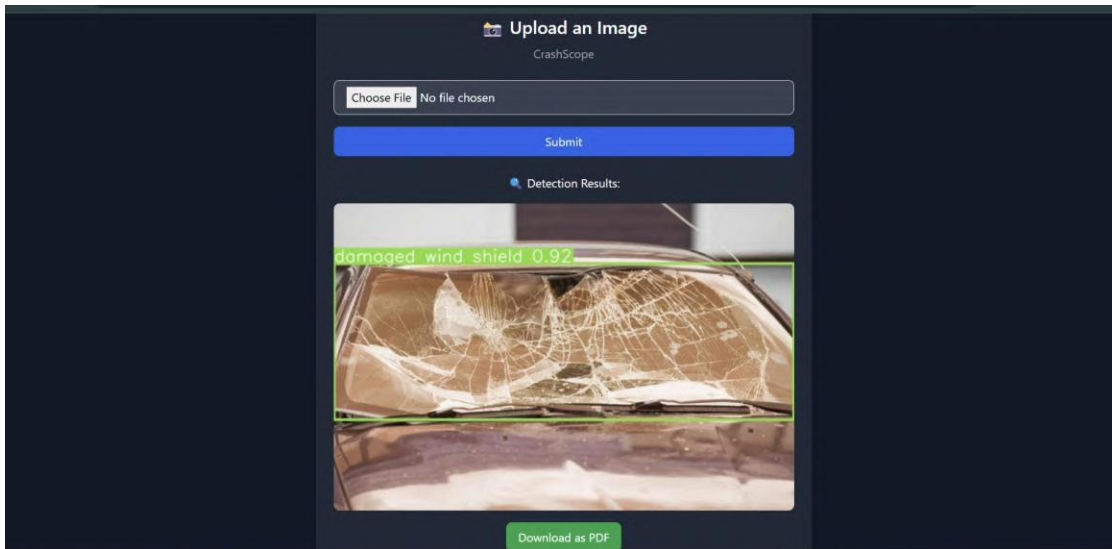 📸 Upload an Image
CrashScope
Choose File No file chosen
Submit
🔍 Detection Results:
damaged wind shield 0.92
Download as PDF